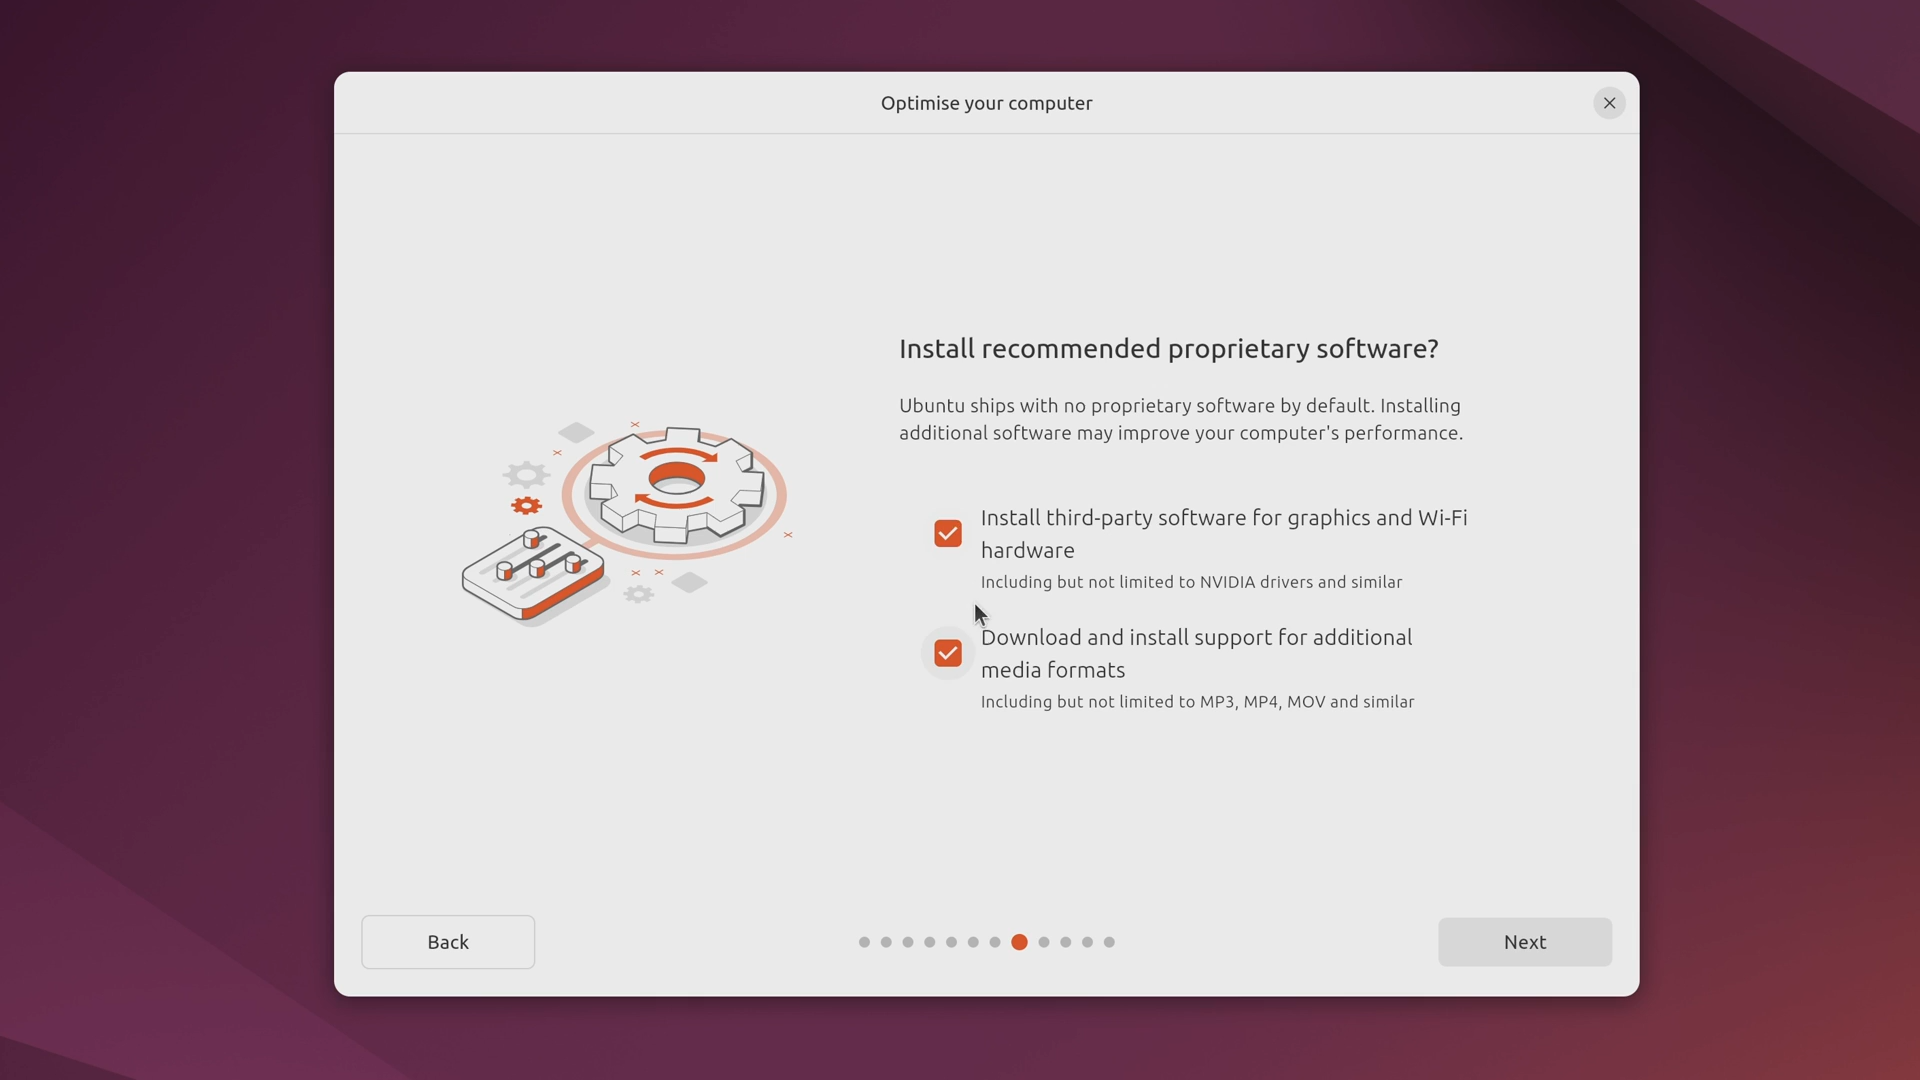 Optimise your computer
Install recommended proprietary software?
Ubuntu ships with no proprietary software by default. Installing
additional software may improve your computer's performance.
Install third-party software for graphics and Wi-Fi
hardware
Including but not limited to NVIDIA drivers and similar
Download and install support for additional
media formats
Including but not limited to MP3, MP4, MOV and similar
Back
Next